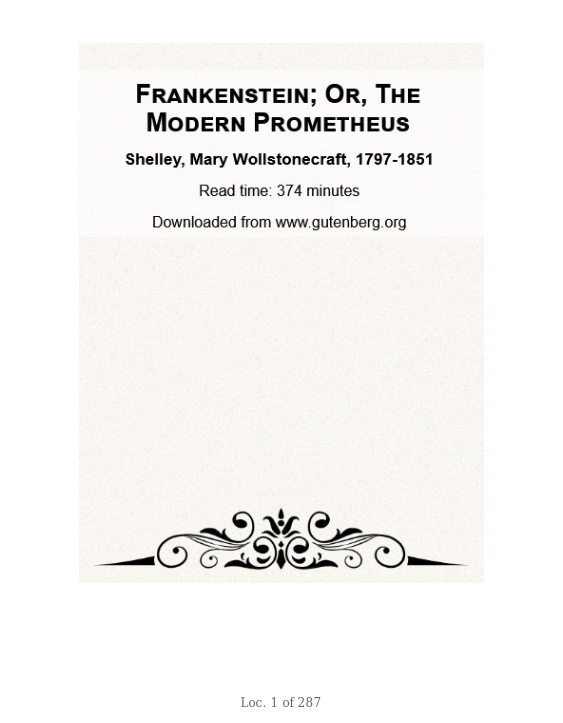 Frankenstein; Or, The
Modern Prometheus
Shelley, Mary Wollstonecraft, 1797-1851
Read time: 374 minutes
Downloaded from www.gutenberg.org
Loc. 1 of 287